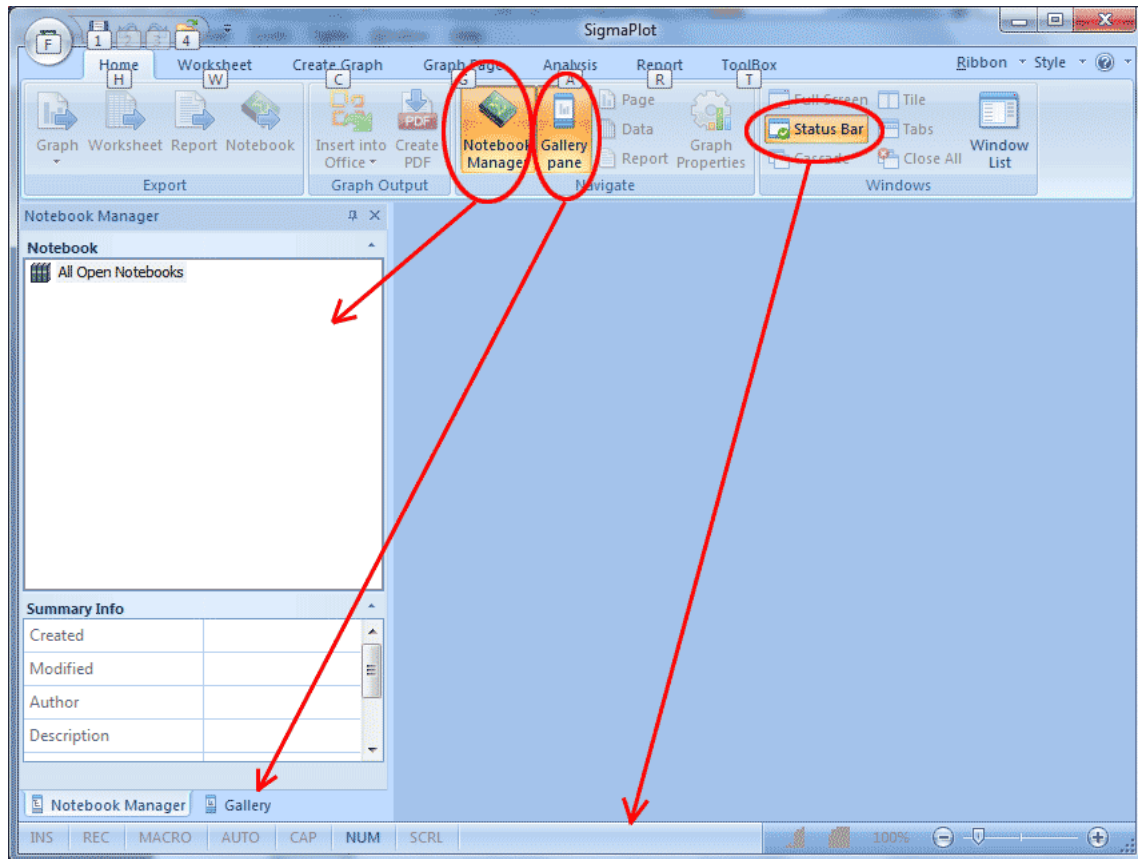 SigmaPlot
F 1 2 3 4
Home Worksheet Create Graph Graph Page Analysis Report ToolBox Ribbon Style
H W C G A R T
Graph Worksheet Report Notebook
Insert into Office Create PDF
PDF
Notebook Manager Gallery pane
Page
Data
Report
Graph Properties
Full Screen Tile
Status Bar Tabs
Cascade Close All
Window List
Export Graph Output Navigate Windows
Notebook Manager
Notebook
All Open Notebooks
Summary Info
Created
Modified
Author
Description
Notebook Manager Gallery
INS REC MACRO AUTO CAP NUM SCRL 100%